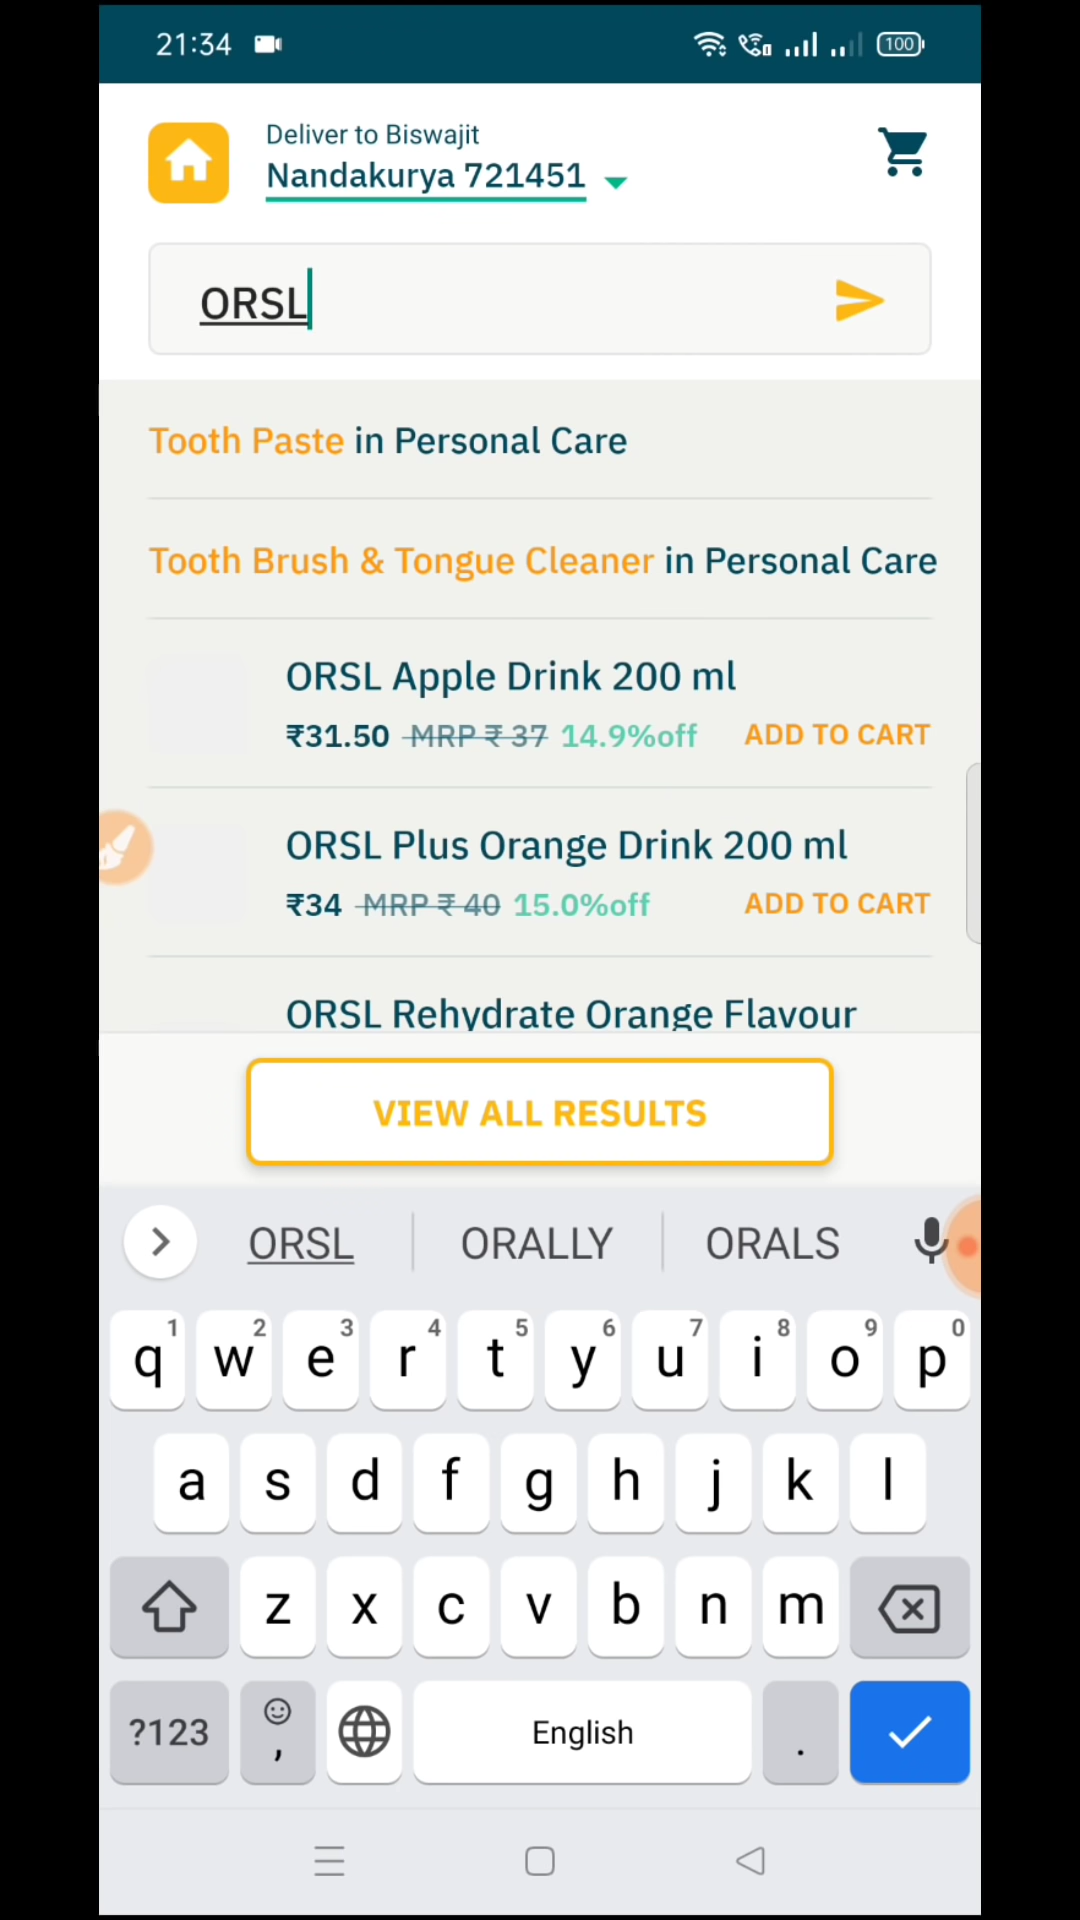 21:34
100
Deliver to Biswajit
Nandakurya 721451
ORSL
Tooth Paste in Personal Care
Tooth Brush & Tongue Cleaner in Personal Care
ORSL Apple Drink 200 ml
₹31.50 MRP ₹ 37 14.9%off ADD TO CART
ORSL Plus Orange Drink 200 ml
₹34 MRP ₹ 40 15.0%off ADD TO CART
ORSL Rehydrate Orange Flavour
VIEW ALL RESULTS
ORSL ORALLY ORALS
1 2 3 4 5 6 7 8 9 0
q w e r t y u i o p
a s d f g h j k l
z x c v b n m
?123 , English .